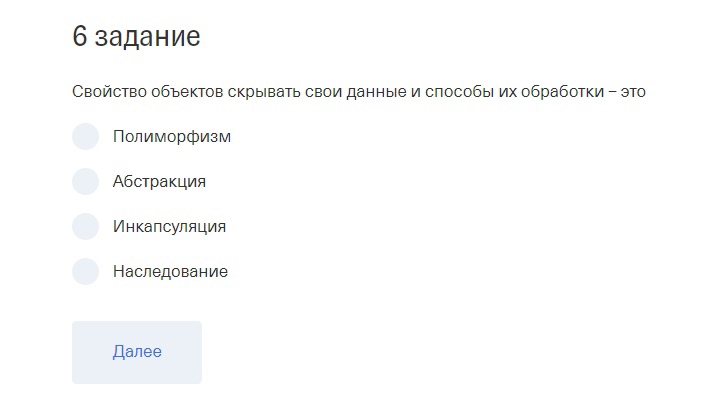 6 задание
Свойство объектов скрывать свои данные и способы их обработки – это
Полиморфизм
Абстракция
Инкапсуляция
Наследование
Далее